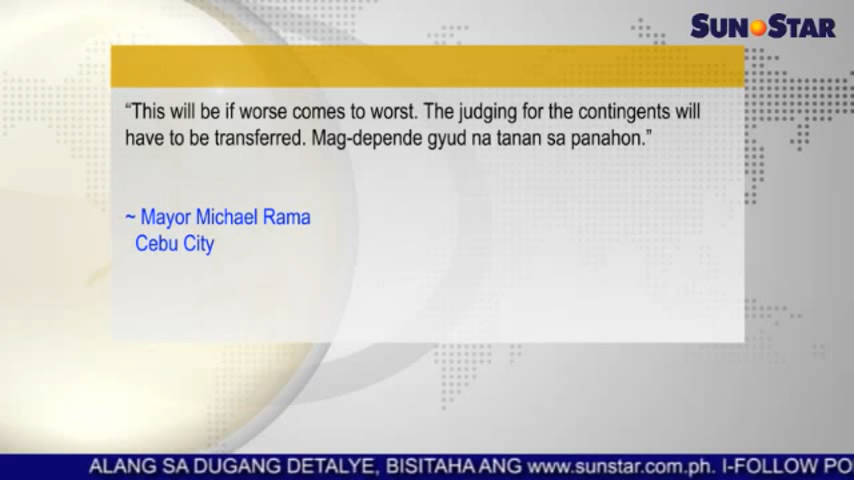 SUN STAR
“This will be if worse comes to worst. The judging for the contingents will
have to be transferred. Mag-depende gyud na tanan sa panahon.”
~ Mayor Michael Rama
Cebu City
ALANG SA DUGANG DETALYE, BISITAHA ANG www.sunstar.com.ph. I-FOLLOW PO